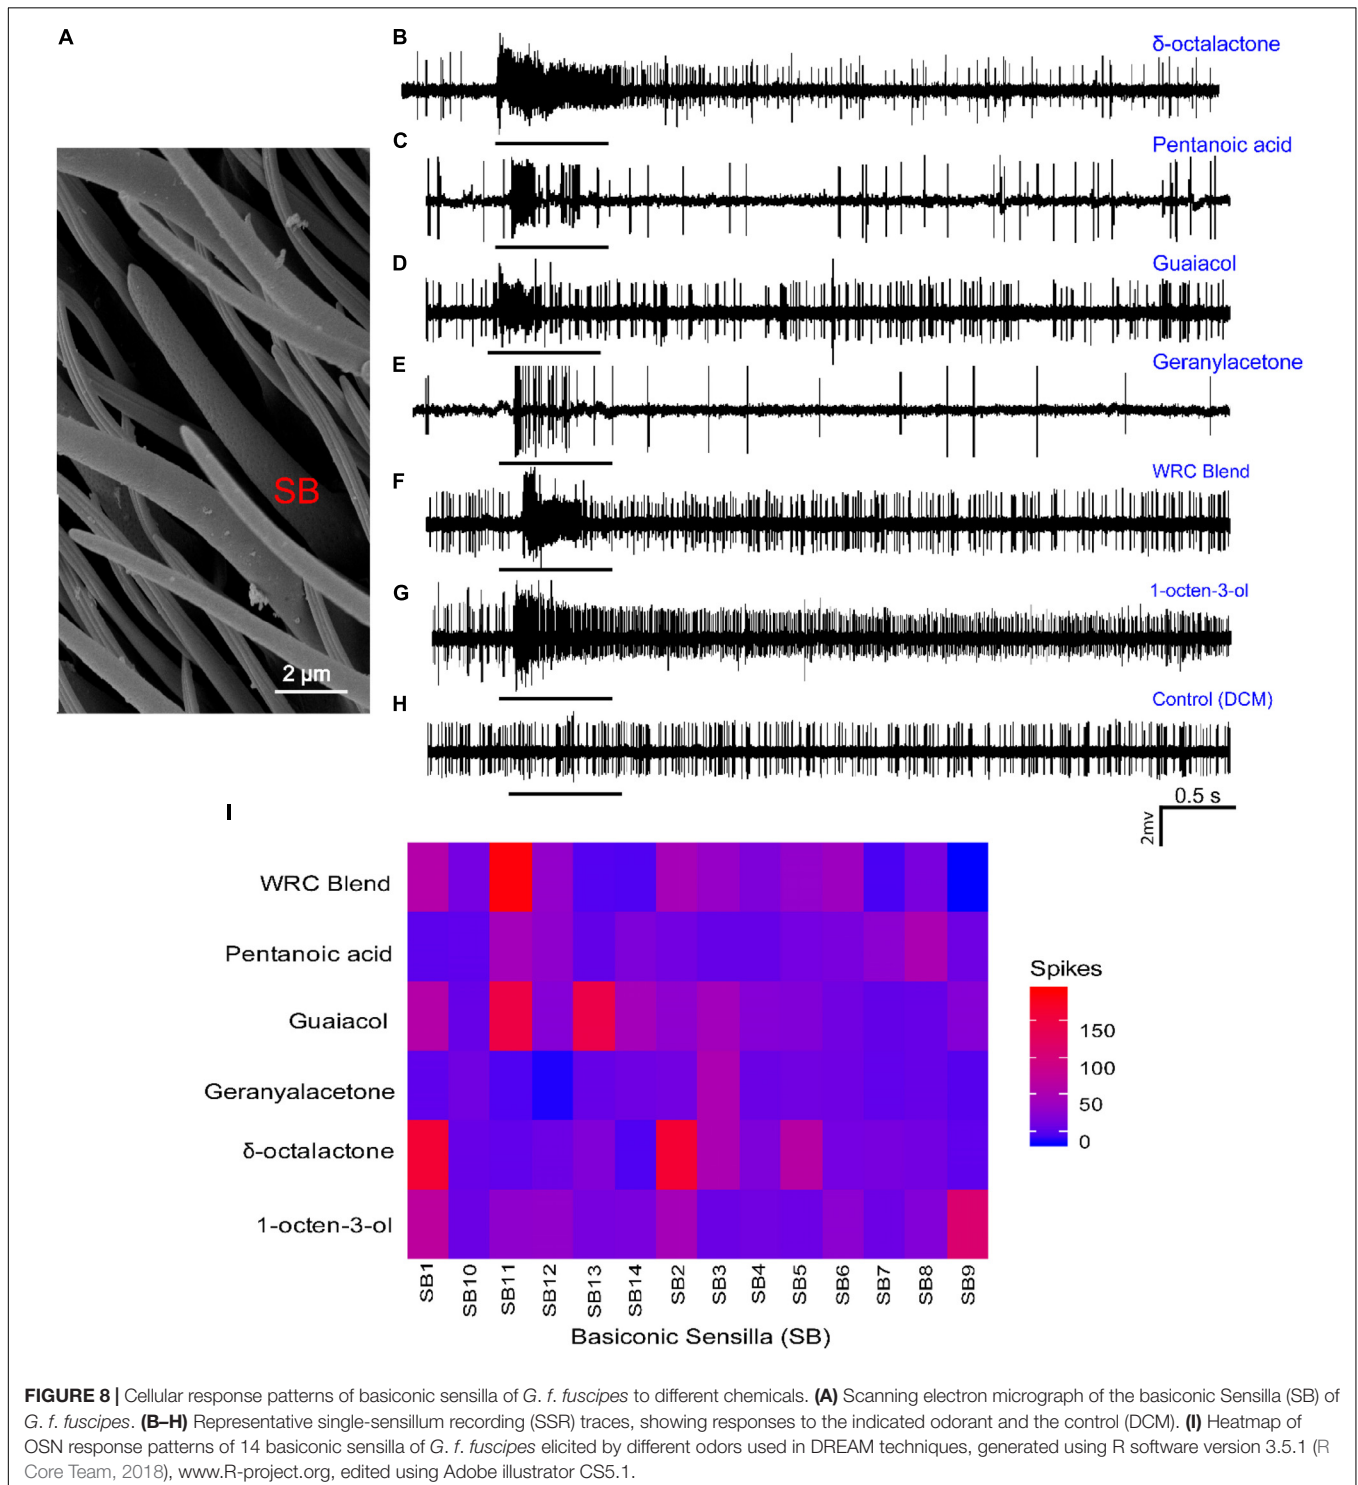 A
B
δ-octalactone
C
Pentanoic acid
D
Guaiacol
E
Geranylacetone
F
WRC Blend
G
1-octen-3-ol
H
Control (DCM)
SB
2 µm
0.5 s
2mv
I
WRC Blend
Pentanoic acid
Guaiacol
Geranyalacetone
δ-octalactone
1-octen-3-ol
SB1 SB10 SB11 SB12 SB13 SB14 SB2 SB3 SB4 SB5 SB6 SB7 SB8 SB9
Basiconic Sensilla (SB)
Spikes
150
100
50
0
FIGURE 8 | Cellular response patterns of basiconic sensilla of G. f. fuscipes to different chemicals. (A) Scanning electron micrograph of the basiconic Sensilla (SB) of
G. f. fuscipes. (B–H) Representative single-sensillum recording (SSR) traces, showing responses to the indicated odorant and the control (DCM). (I) Heatmap of
OSN response patterns of 14 basiconic sensilla of G. f. fuscipes elicited by different odors used in DREAM techniques, generated using R software version 3.5.1 (R
Core Team, 2018), www.R-project.org, edited using Adobe illustrator CS5.1.